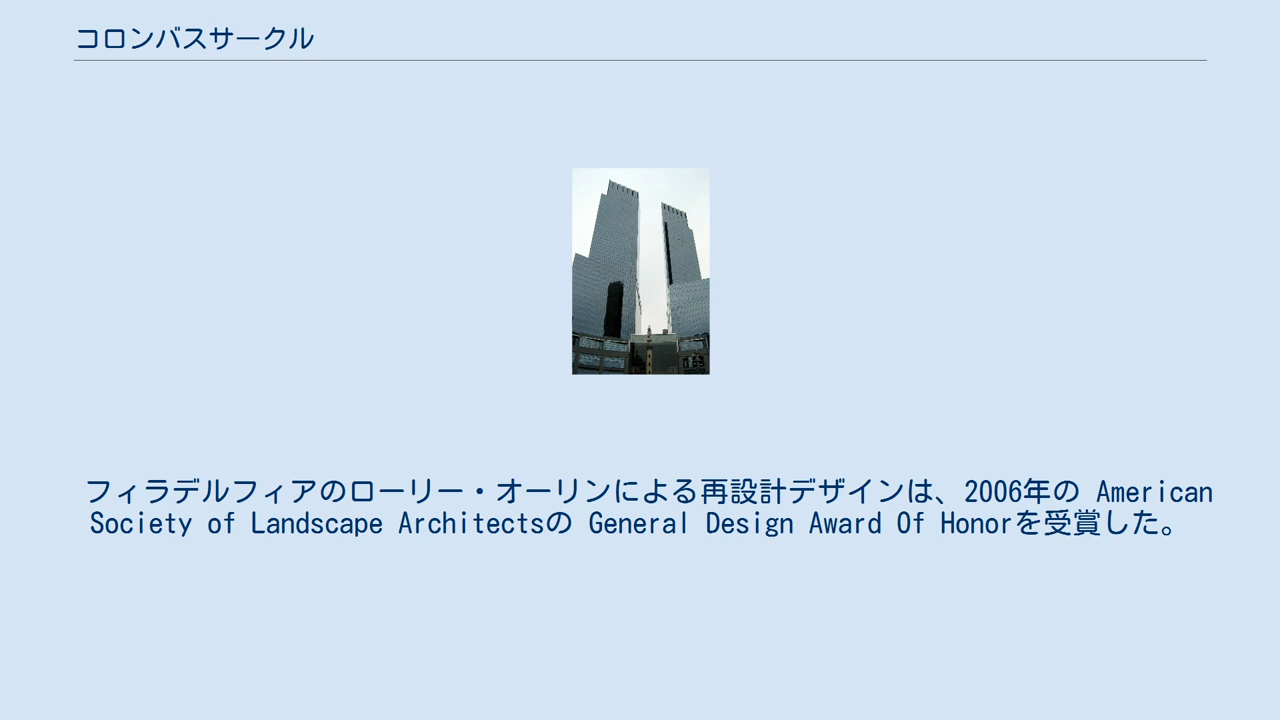 コロンバスサークル
フィラデルフィアのローリー・オーリンによる再設計デザインは、2006年の American
Society of Landscape Architectsの General Design Award Of Honorを受賞した。